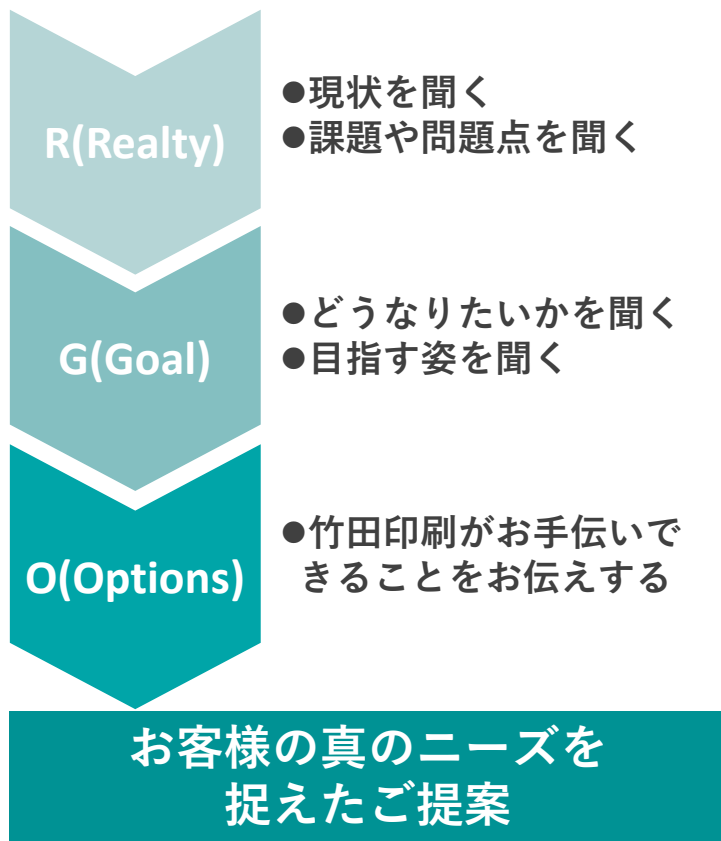 R(Realty)
●現状を聞く
●課題や問題点を聞く
G(Goal)
●どうなりたいかを聞く
●目指す姿を聞く
O(Options)
●竹田印刷がお手伝いで
きることをお伝えする
お客様の真のニーズを
捉えたご提案